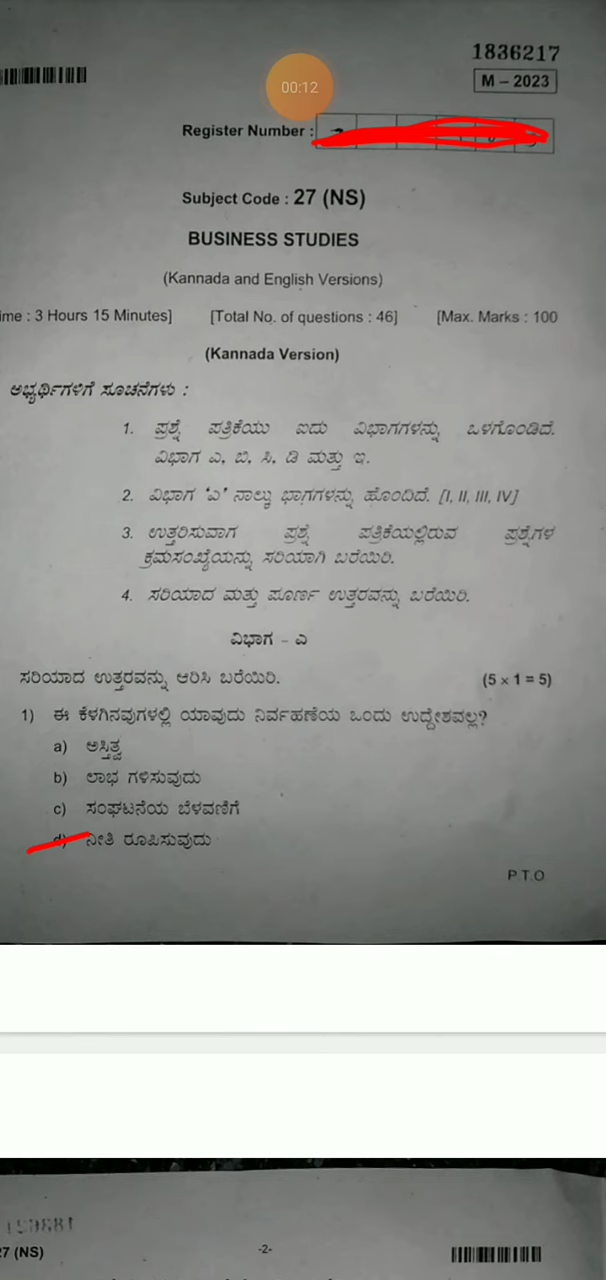 1836217
M – 2023
00:12
Register Number :
Subject Code : 27 (NS)
BUSINESS STUDIES
(Kannada and English Versions)
ime : 3 Hours 15 Minutes] [Total No. of questions : 46] [Max. Marks : 100
(Kannada Version)
ಅಭ್ಯರ್ಥಿಗಳಿಗೆ ಸೂಚನೆಗಳು :
1. ಪ್ರಶ್ನೆ ಪತ್ರಿಕೆಯು ಐದು ವಿಭಾಗಗಳನ್ನು ಒಳಗೊಂಡಿದೆ.
ವಿಭಾಗ ಎ, ಬಿ, ಸಿ, ಡಿ ಮತ್ತು ಇ.
2. ವಿಭಾಗ ‘ಎ’ ನಾಲ್ಕು ಭಾಗಗಳನ್ನು ಹೊಂದಿದೆ. [I, II, III, IV]
3. ಉತ್ತರಿಸುವಾಗ ಪ್ರಶ್ನೆ ಪತ್ರಿಕೆಯಲ್ಲಿರುವ ಪ್ರಶ್ನೆಗಳ
ಕ್ರಮಸಂಖ್ಯೆಯನ್ನು ಸರಿಯಾಗಿ ಬರೆಯಿರಿ.
4. ಸರಿಯಾದ ಮತ್ತು ಪೂರ್ಣ ಉತ್ತರವನ್ನು ಬರೆಯಿರಿ.
ವಿಭಾಗ – ಎ
ಸರಿಯಾದ ಉತ್ತರವನ್ನು ಆರಿಸಿ ಬರೆಯಿರಿ. (5 × 1 = 5)
1) ಈ ಕೆಳಗಿನವುಗಳಲ್ಲಿ ಯಾವುದು ನಿರ್ವಹಣೆಯ ಒಂದು ಉದ್ದೇಶವಲ್ಲ?
a) ಅಸ್ತಿತ್ವ
b) ಲಾಭ ಗಳಿಸುವುದು
c) ಸಂಘಟನೆಯ ಬೆಳವಣಿಗೆ
d) ನೀತಿ ರೂಪಿಸುವುದು
P T O
27 (NS) -2-